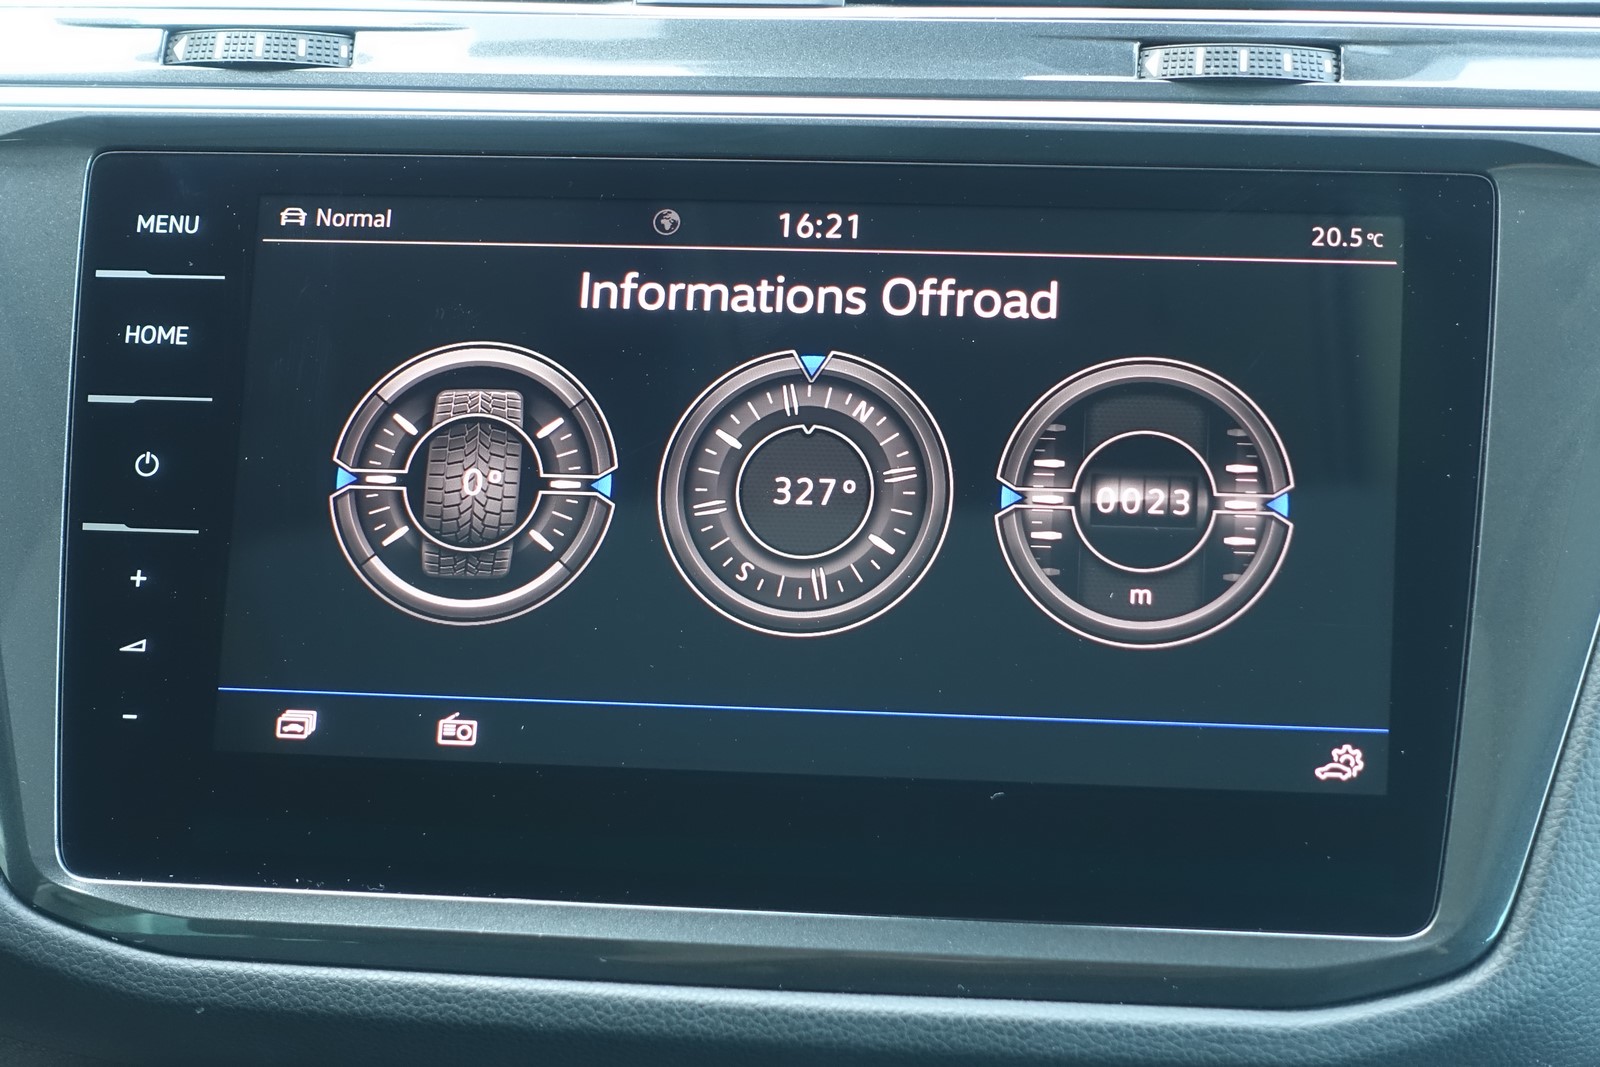 MENU
HOME
Normal
16:21
20.5°C
Informations Offroad
0°
N
327°
S
0023
m